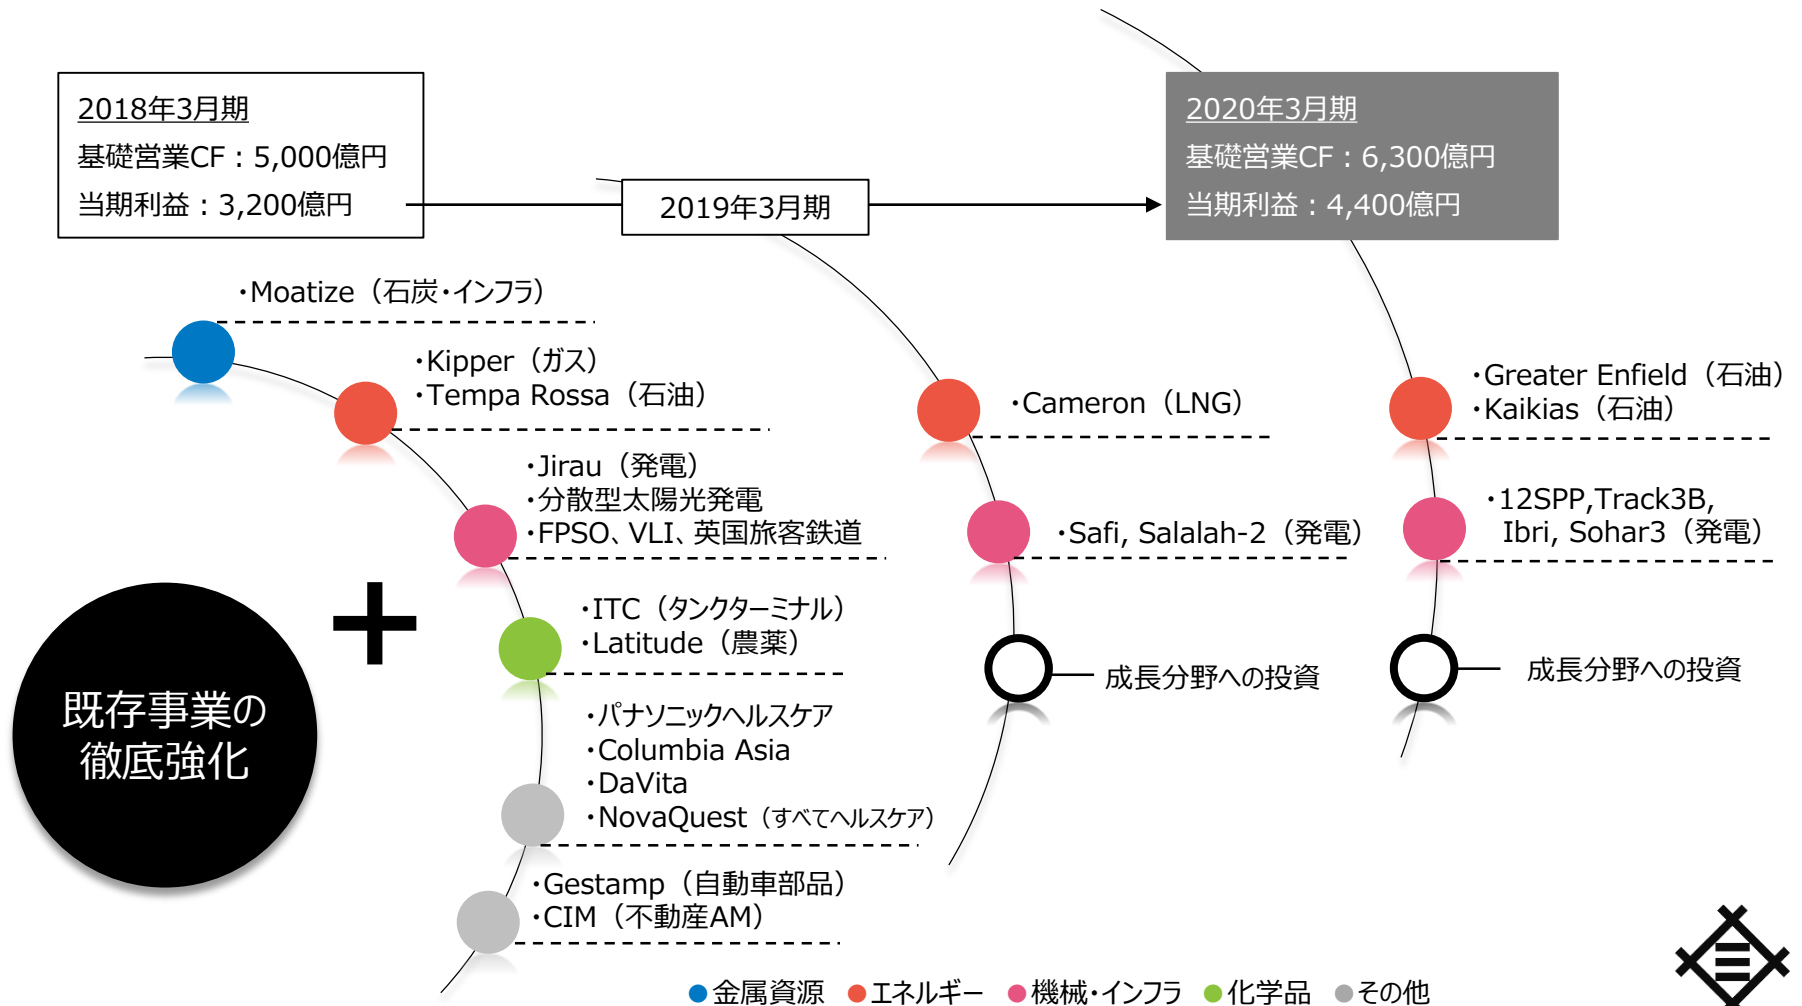 2018年3月期
基礎営業CF：5,000億円
当期利益：3,200億円
2019年3月期
2020年3月期
基礎営業CF：6,300億円
当期利益：4,400億円
・Moatize（石炭・インフラ）
・Kipper（ガス）
・Tempa Rossa（石油）
・Jirau（発電）
・分散型太陽光発電
・FPSO、VLI、英国旅客鉄道
・ITC（タンクターミナル）
・Latitude（農薬）
・パナソニックヘルスケア
・Columbia Asia
・DaVita
・NovaQuest（すべてヘルスケア）
・Gestamp（自動車部品）
・CIM（不動産AM）
・Cameron（LNG）
・Safi, Salalah-2（発電）
成長分野への投資
・Greater Enfield（石油）
・Kaikias（石油）
・12SPP,Track3B,
Ibri, Sohar3（発電）
成長分野への投資
既存事業の
徹底強化
+
金属資源 エネルギー 機械・インフラ 化学品 その他